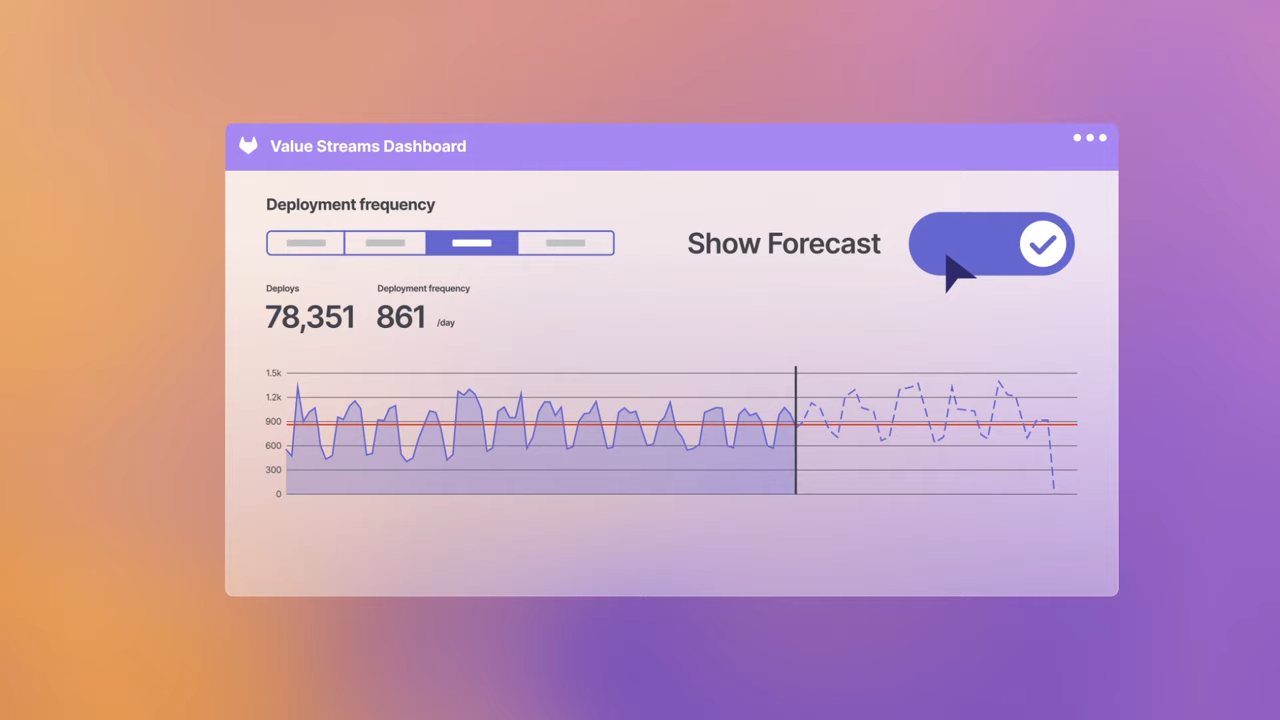 Value Streams Dashboard
Deployment frequency
Show Forecast
Deploys
Deployment frequency
78,351
861 /day
1.5k
1.2k
900
600
300
0